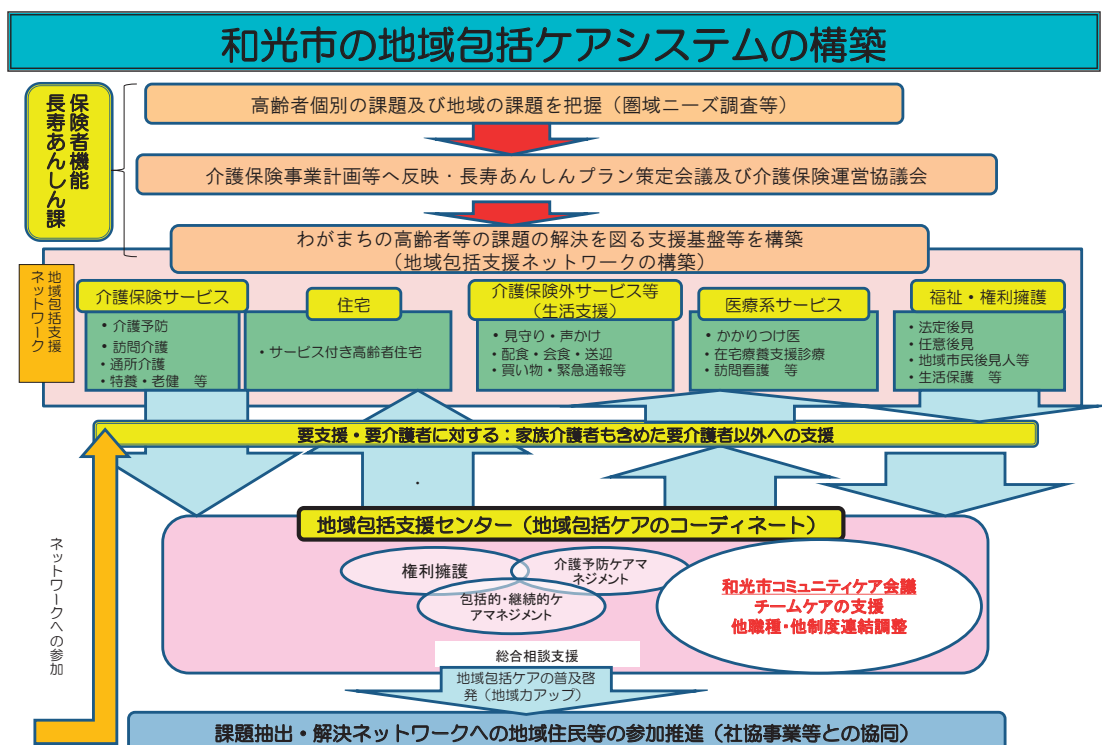 和光市の地域包括ケアシステムの構築
保険者機能
長寿あんしん課
高齢者個別の課題及び地域の課題を把握（圏域ニーズ調査等）
介護保険事業計画等へ反映・長寿あんしんプラン策定会議及び介護保険運営協議会
わがまちの高齢者等の課題の解決を図る支援基盤等を構築
（地域包括支援ネットワークの構築）
地域包括支援
ネットワーク
介護保険サービス
・介護予防
・訪問介護
・通所介護
・特養・老健　等
住宅
・サービス付き高齢者住宅
介護保険外サービス等
（生活支援）
・見守り・声かけ
・配食・会食・送迎
・買い物・緊急通報等
医療系サービス
・かかりつけ医
・在宅療養支援診療
・訪問看護　等
福祉・権利擁護
・法定後見
・任意後見
・地域市民後見人等
・生活保護　等
要支援・要介護者に対する：家族介護者も含めた要介護者以外への支援
ネットワークへの参加
地域包括支援センター（地域包括ケアのコーディネート）
権利擁護
介護予防ケアマ
ネジメント
包括的・継続的ケ
アマネジメント
和光市コミュニティケア会議
チームケアの支援
他職種・他制度連結調整
総合相談支援
地域包括ケアの普及啓
発（地域力アップ）
課題抽出・解決ネットワークへの地域住民等の参加推進（社協事業等との協同）